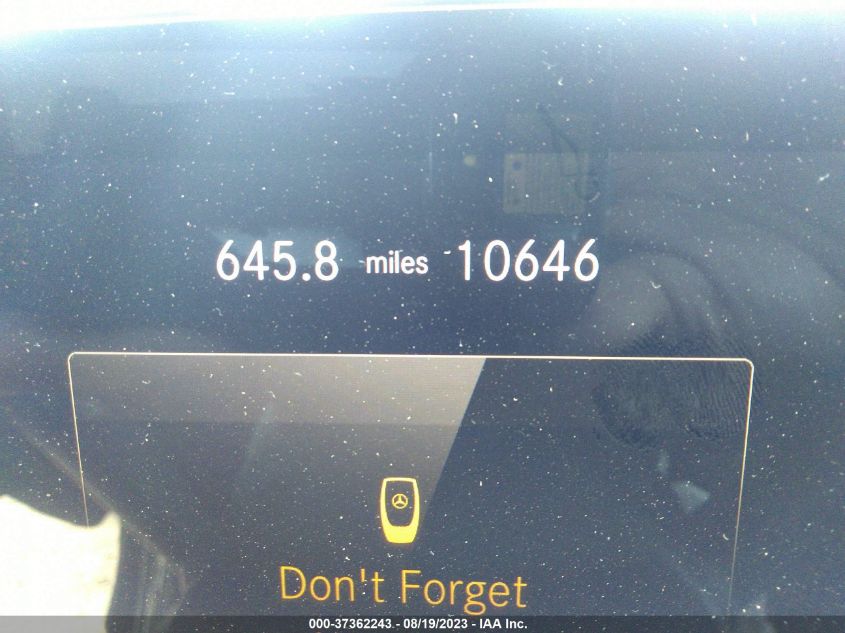 645.8 miles 10646
Don't Forget
000-37362243. - 08/19/2023 - IAA Inc.